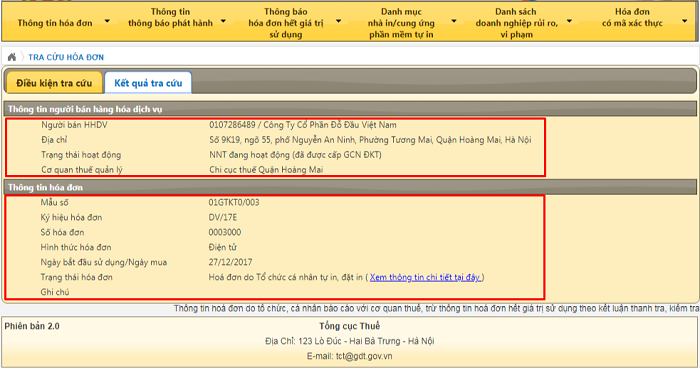 Thông tin hóa đơn
Thông tin
thông báo phát hành
Thông báo
hóa đơn hết giá trị
sử dụng
Danh mục
nhà in/cung ứng
phần mềm tự in
Danh sách
doanh nghiệp rủi ro,
vi phạm
Hóa đơn
có mã xác thực
TRA CỨU HÓA ĐƠN
Điều kiện tra cứu
Kết quả tra cứu
Thông tin người bán hàng hóa dịch vụ
Người bán HHDV 0107286489 / Công Ty Cổ Phần Đỗ Đầu Việt Nam
Địa chỉ Số 9K19, ngõ 55, phố Nguyễn An Ninh, Phường Tương Mai, Quận Hoàng Mai, Hà Nội
Trạng thái hoạt động NNT đang hoạt động (đã được cấp GCN ĐKT)
Cơ quan thuế quản lý Chi cục thuế Quận Hoàng Mai
Thông tin hóa đơn
Mẫu số 01GTKT0/003
Ký hiệu hóa đơn DV/17E
Số hóa đơn 0003000
Hình thức hóa đơn Điện tử
Ngày bắt đầu sử dụng/Ngày mua 27/12/2017
Trạng thái hóa đơn Hoá đơn do Tổ chức cá nhân tự in, đặt in ( Xem thông tin chi tiết tại đây )
Ghi chú
Thông tin hoá đơn do tổ chức, cá nhân báo cáo với cơ quan thuế, trừ thông tin hoá đơn hết giá trị sử dụng theo kết luận thanh tra, kiểm tra
Phiên bản 2.0
Tổng cục Thuế
Địa Chỉ: 123 Lò Đúc - Hai Bà Trưng - Hà Nội
E-mail: tct@gdt.gov.vn